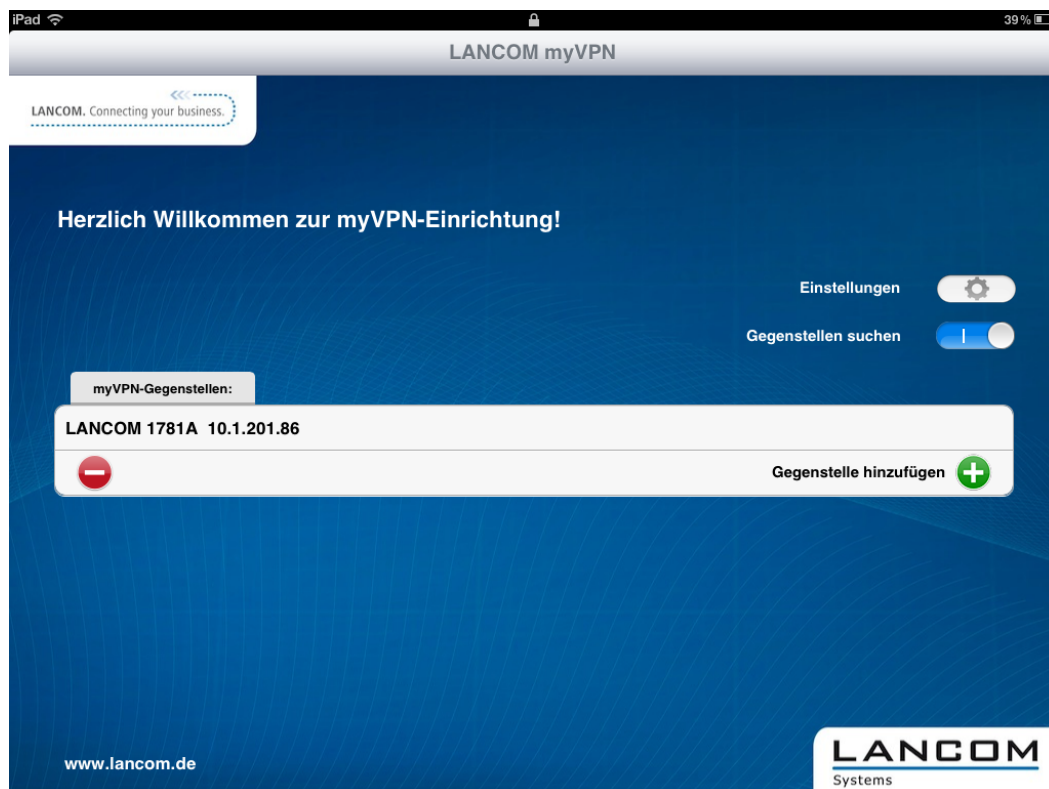 iPad
39 %
LANCOM myVPN
LANCOM. Connecting your business.
Herzlich Willkommen zur myVPN-Einrichtung!
Einstellungen
Gegenstellen suchen
myVPN-Gegenstellen:
LANCOM 1781A 10.1.201.86
Gegenstelle hinzufügen
www.lancom.de
LANCOM
Systems